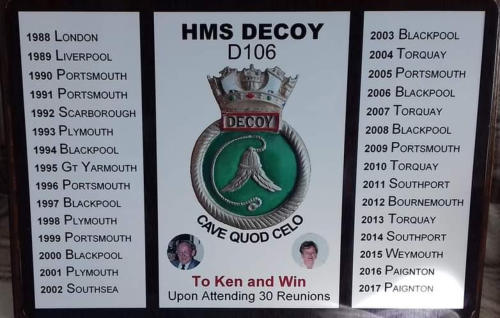 1988 LONDON
1989 LIVERPOOL
1990 PORTSMOUTH
1991 PORTSMOUTH
1992 SCARBOROUGH
1993 PLYMOUTH
1994 BLACKPOOL
1995 GT YARMOUTH
1996 PORTSMOUTH
1997 BLACKPOOL
1998 PLYMOUTH
1999 PORTSMOUTH
2000 BLACKPOOL
2001 PLYMOUTH
2002 SOUTHSEA
HMS DECOY
D106
DECOY
CAVE QUOD CELO
To Ken and Win
Upon Attending 30 Reunions
2003 BLACKPOOL
2004 TORQUAY
2005 PORTSMOUTH
2006 BLACKPOOL
2007 TORQUAY
2008 BLACKPOOL
2009 PORTSMOUTH
2010 TORQUAY
2011 SOUTHPORT
2012 BOURNEMOUTH
2013 TORQUAY
2014 SOUTHPORT
2015 WEYMOUTH
2016 PAIGNTON
2017 PAIGNTON